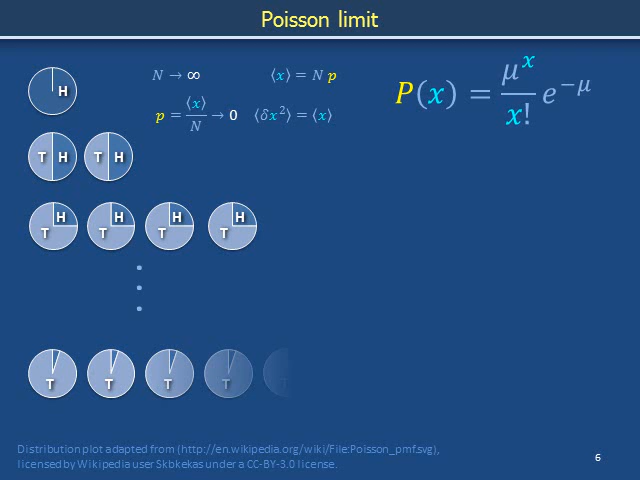 Poisson limit
H
N → ∞ ⟨x⟩ = N p
p = ⟨x⟩/N → 0 ⟨δx²⟩ = ⟨x⟩
P(x) = μ^x/x! e^−μ
T H T H
H T H T H T H T
T T T T T
Distribution plot adapted from (http://en.wikipedia.org/wiki/File:Poisson_pmf.svg),
licensed by Wikipedia user Skbkekas under a CC-BY-3.0 license.
6